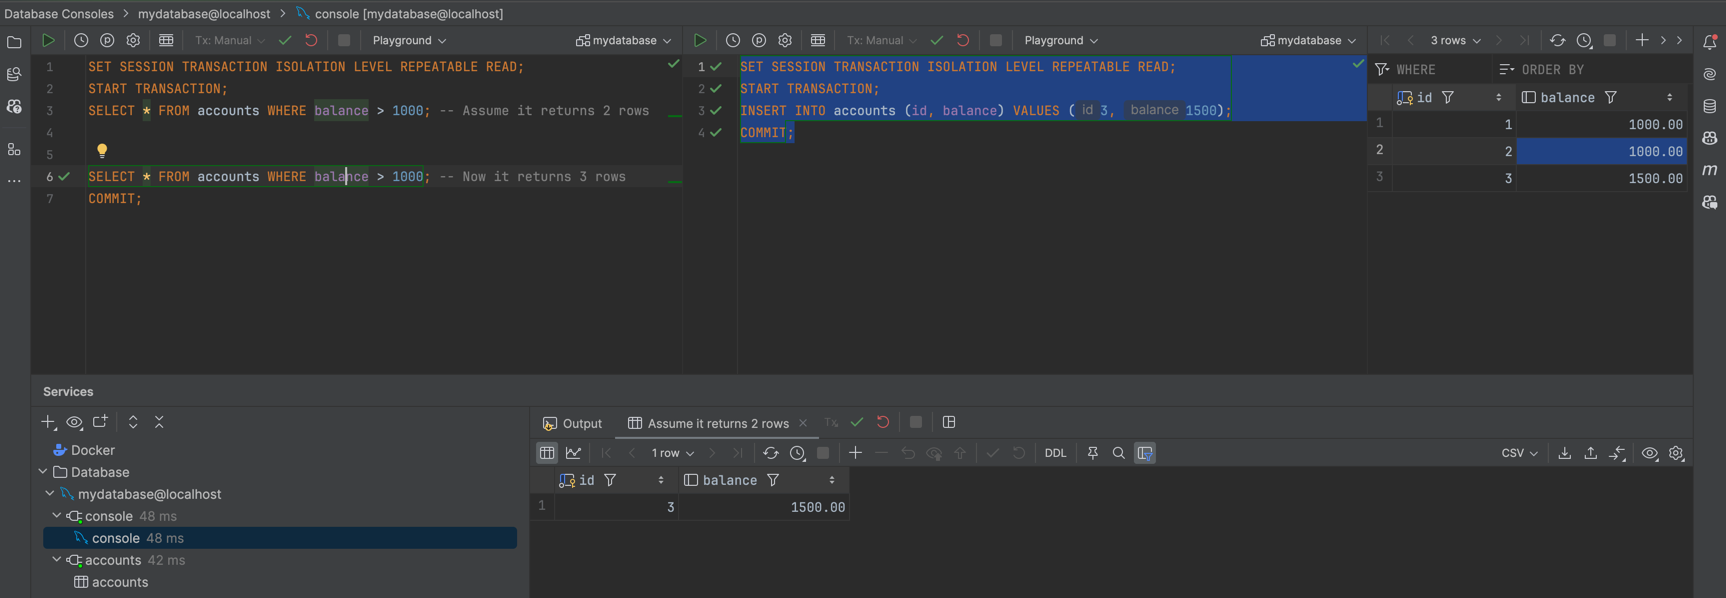 Database Consoles > mydatabase@localhost > console [mydatabase@localhost]
Tx: Manual Playground mydatabase
1 SET SESSION TRANSACTION ISOLATION LEVEL REPEATABLE READ;
2 START TRANSACTION;
3 SELECT * FROM accounts WHERE balance > 1000; -- Assume it returns 2 rows
4
5
6 SELECT * FROM accounts WHERE balance > 1000; -- Now it returns 3 rows
7 COMMIT;
Tx: Manual Playground mydatabase
1 SET SESSION TRANSACTION ISOLATION LEVEL REPEATABLE READ;
2 START TRANSACTION;
3 INSERT INTO accounts (id, balance) VALUES ( id 3, balance 1500);
4 COMMIT;
3 rows
WHERE ORDER BY
id balance
1 1 1000.00
2 2 1000.00
3 3 1500.00
m
Services
Docker
Database
mydatabase@localhost
console 48 ms
console 48 ms
accounts 42 ms
accounts
Output Assume it returns 2 rows Tx
1 row DDL CSV
id balance
1 3 1500.00